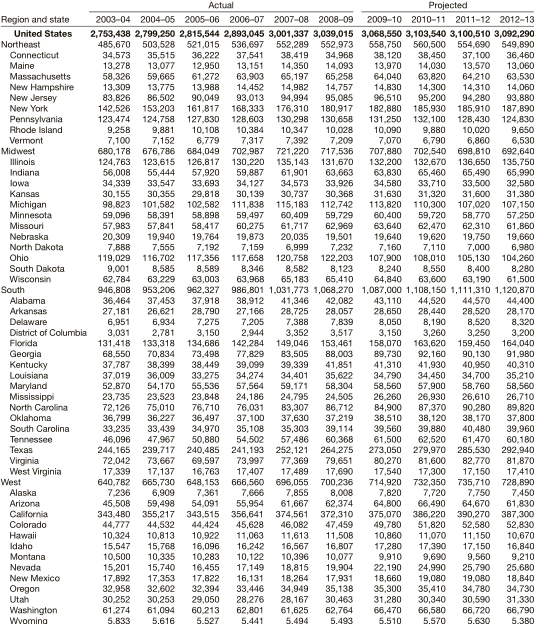 Actual Projected
Region and state 2003–04 2004–05 2005–06 2006–07 2007–08 2008–09 2009–10 2010–11 2011–12 2012–13
United States 2,753,438 2,799,250 2,815,544 2,893,045 3,001,337 3,039,015 3,068,550 3,103,540 3,100,510 3,092,290
Northeast 485,670 503,528 521,015 536,697 552,289 552,973 558,750 560,500 554,690 549,890
Connecticut 34,573 35,515 36,222 37,541 38,419 34,968 38,120 38,450 37,100 36,460
Maine 13,278 13,077 12,950 13,151 14,350 14,093 13,970 14,030 13,570 13,060
Massachusetts 58,326 59,665 61,272 63,903 65,197 65,258 64,040 63,820 64,210 63,530
New Hampshire 13,309 13,775 13,988 14,452 14,982 14,757 14,830 14,300 14,310 14,060
New Jersey 83,826 86,502 90,049 93,013 94,994 95,085 96,510 95,200 94,280 93,880
New York 142,526 153,203 161,817 168,333 176,310 180,917 182,880 185,930 185,910 187,890
Pennsylvania 123,474 124,758 127,830 128,603 130,298 130,658 131,250 132,100 128,430 124,830
Rhode Island 9,258 9,881 10,108 10,384 10,347 10,028 10,090 9,880 10,020 9,650
Vermont 7,100 7,152 6,779 7,317 7,392 7,209 7,070 6,790 6,860 6,530
Midwest 680,178 676,786 684,049 702,987 721,220 717,536 707,880 702,540 698,810 692,640
Illinois 124,763 123,615 126,817 130,220 135,143 131,670 132,200 132,670 136,650 135,750
Indiana 56,008 55,444 57,920 59,887 61,901 63,663 63,830 65,460 65,490 65,990
Iowa 34,339 33,547 33,693 34,127 34,573 33,926 34,580 33,710 33,500 32,580
Kansas 30,155 30,355 29,818 30,139 30,737 30,368 31,630 31,320 31,600 31,380
Michigan 98,823 101,582 102,582 111,838 115,183 112,742 113,820 110,300 107,020 107,150
Minnesota 59,096 58,391 58,898 59,497 60,409 59,729 60,400 59,720 58,770 57,250
Missouri 57,983 57,841 58,417 60,275 61,717 62,969 63,640 62,470 62,310 61,860
Nebraska 20,309 19,940 19,764 19,873 20,035 19,501 19,640 19,620 19,750 19,660
North Dakota 7,888 7,555 7,192 7,159 6,999 7,232 7,160 7,110 7,000 6,980
Ohio 119,029 116,702 117,356 117,658 120,758 122,203 107,900 108,010 105,130 104,260
South Dakota 9,001 8,585 8,589 8,346 8,582 8,123 8,240 8,550 8,400 8,280
Wisconsin 62,784 63,229 63,003 63,968 65,183 65,410 64,840 63,600 63,190 61,500
South 946,808 953,206 962,327 986,801 1,031,773 1,068,270 1,087,000 1,108,150 1,111,310 1,120,870
Alabama 36,464 37,453 37,918 38,912 41,346 42,082 43,110 44,520 44,570 44,400
Arkansas 27,181 26,621 28,790 27,166 28,725 28,057 28,650 28,440 28,520 28,170
Delaware 6,951 6,934 7,275 7,205 7,388 7,839 8,050 8,190 8,520 8,320
District of Columbia 3,031 2,781 3,150 2,944 3,352 3,517 3,150 3,260 3,250 3,200
Florida 131,418 133,318 134,686 142,284 149,046 153,461 158,070 163,620 159,450 164,040
Georgia 68,550 70,834 73,498 77,829 83,505 88,003 89,730 92,160 90,130 91,980
Kentucky 37,787 38,399 38,449 39,099 39,339 41,851 41,310 41,930 40,950 40,310
Louisiana 37,019 36,009 33,275 34,274 34,401 35,622 34,790 34,450 34,700 35,210
Maryland 52,870 54,170 55,536 57,564 59,171 58,304 58,560 57,900 58,760 58,560
Mississippi 23,735 23,523 23,848 24,186 24,795 24,505 26,260 26,930 26,610 26,710
North Carolina 72,126 75,010 76,710 76,031 83,307 86,712 84,900 87,370 90,280 89,820
Oklahoma 36,799 36,227 36,497 37,100 37,630 37,219 38,510 38,120 38,170 37,800
South Carolina 33,235 33,439 34,970 35,108 35,303 39,114 39,560 39,880 40,480 39,960
Tennessee 46,096 47,967 50,880 54,502 57,486 60,368 61,500 62,520 61,470 60,180
Texas 244,165 239,717 240,485 241,193 252,121 264,275 273,050 279,970 285,530 292,940
Virginia 72,042 73,667 69,597 73,997 77,369 79,651 80,270 81,600 82,770 81,870
West Virginia 17,339 17,137 16,763 17,407 17,489 17,690 17,540 17,300 17,150 17,410
West 640,782 665,730 648,153 666,560 696,055 700,236 714,920 732,350 735,710 728,890
Alaska 7,236 6,909 7,361 7,666 7,855 8,008 7,820 7,720 7,750 7,450
Arizona 45,508 59,498 54,091 55,954 61,667 62,374 64,800 66,490 64,670 61,830
California 343,480 355,217 343,515 356,641 374,561 372,310 375,070 386,220 390,270 387,300
Colorado 44,777 44,532 44,424 45,628 46,082 47,459 49,780 51,820 52,580 52,830
Hawaii 10,324 10,813 10,922 11,063 11,613 11,508 10,860 11,070 11,150 10,670
Idaho 15,547 15,768 16,096 16,242 16,567 16,807 17,280 17,390 17,150 16,840
Montana 10,500 10,335 10,283 10,122 10,396 10,077 9,910 9,690 9,560 9,210
Nevada 15,201 15,740 16,455 17,149 18,815 19,904 22,190 24,990 25,790 25,680
New Mexico 17,892 17,353 17,822 16,131 18,264 17,931 18,660 19,080 19,080 18,840
Oregon 32,958 32,602 32,394 33,446 34,949 35,138 35,300 35,410 34,780 34,730
Utah 30,252 30,253 29,050 28,276 28,167 30,463 31,280 30,340 30,590 31,330
Washington 61,274 61,094 60,213 62,801 61,625 62,764 66,470 66,580 66,720 66,790
Wyoming 5,833 5,616 5,527 5,441 5,494 5,493 5,510 5,570 5,630 5,380